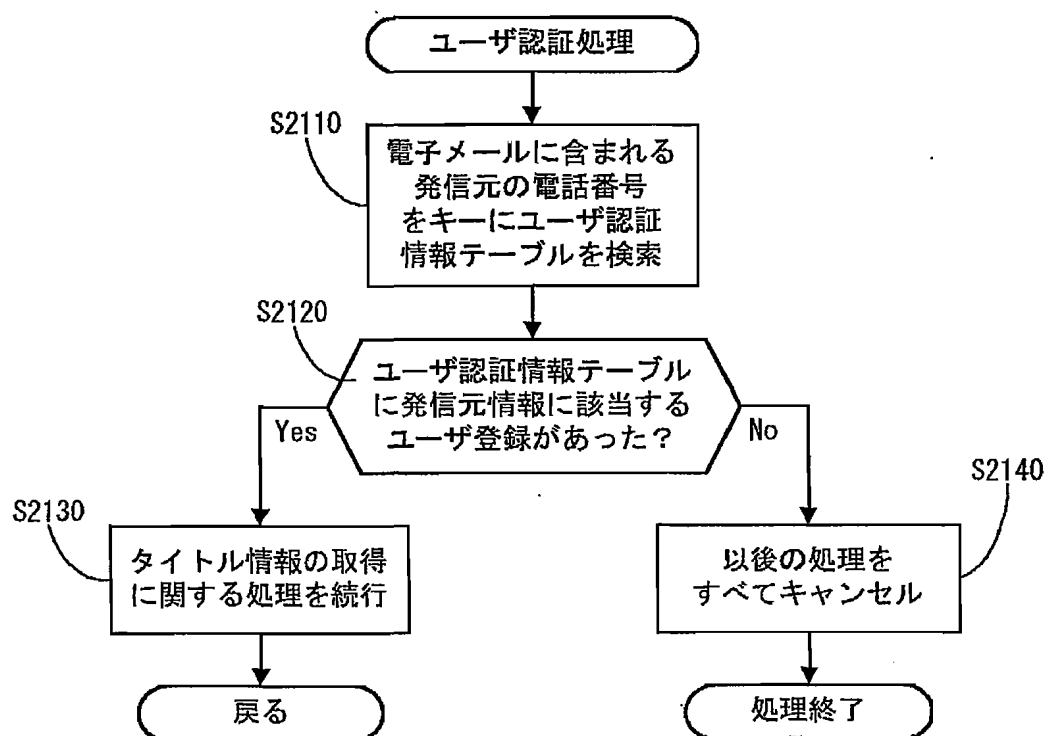 ユーザ認証処理
S2110
電子メールに含まれる
発信元の電話番号
をキーにユーザ認証
情報テーブルを検索
S2120
ユーザ認証情報テーブル
に発信元情報に該当する
ユーザ登録があった？
Yes
No
S2130
タイトル情報の取得
に関する処理を続行
S2140
以後の処理を
すべてキャンセル
戻る
処理終了